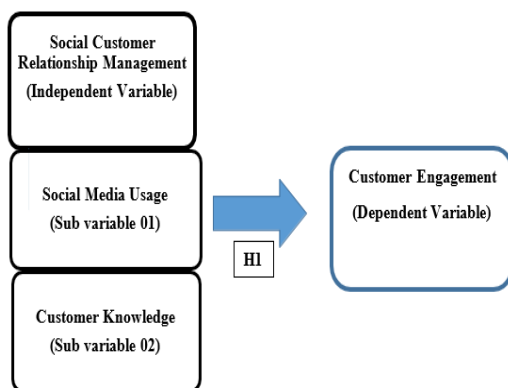 Social Customer
Relationship Management
(Independent Variable)
Social Media Usage
(Sub variable 01)
Customer Knowledge
(Sub variable 02)
H1
Customer Engagement
(Dependent Variable)